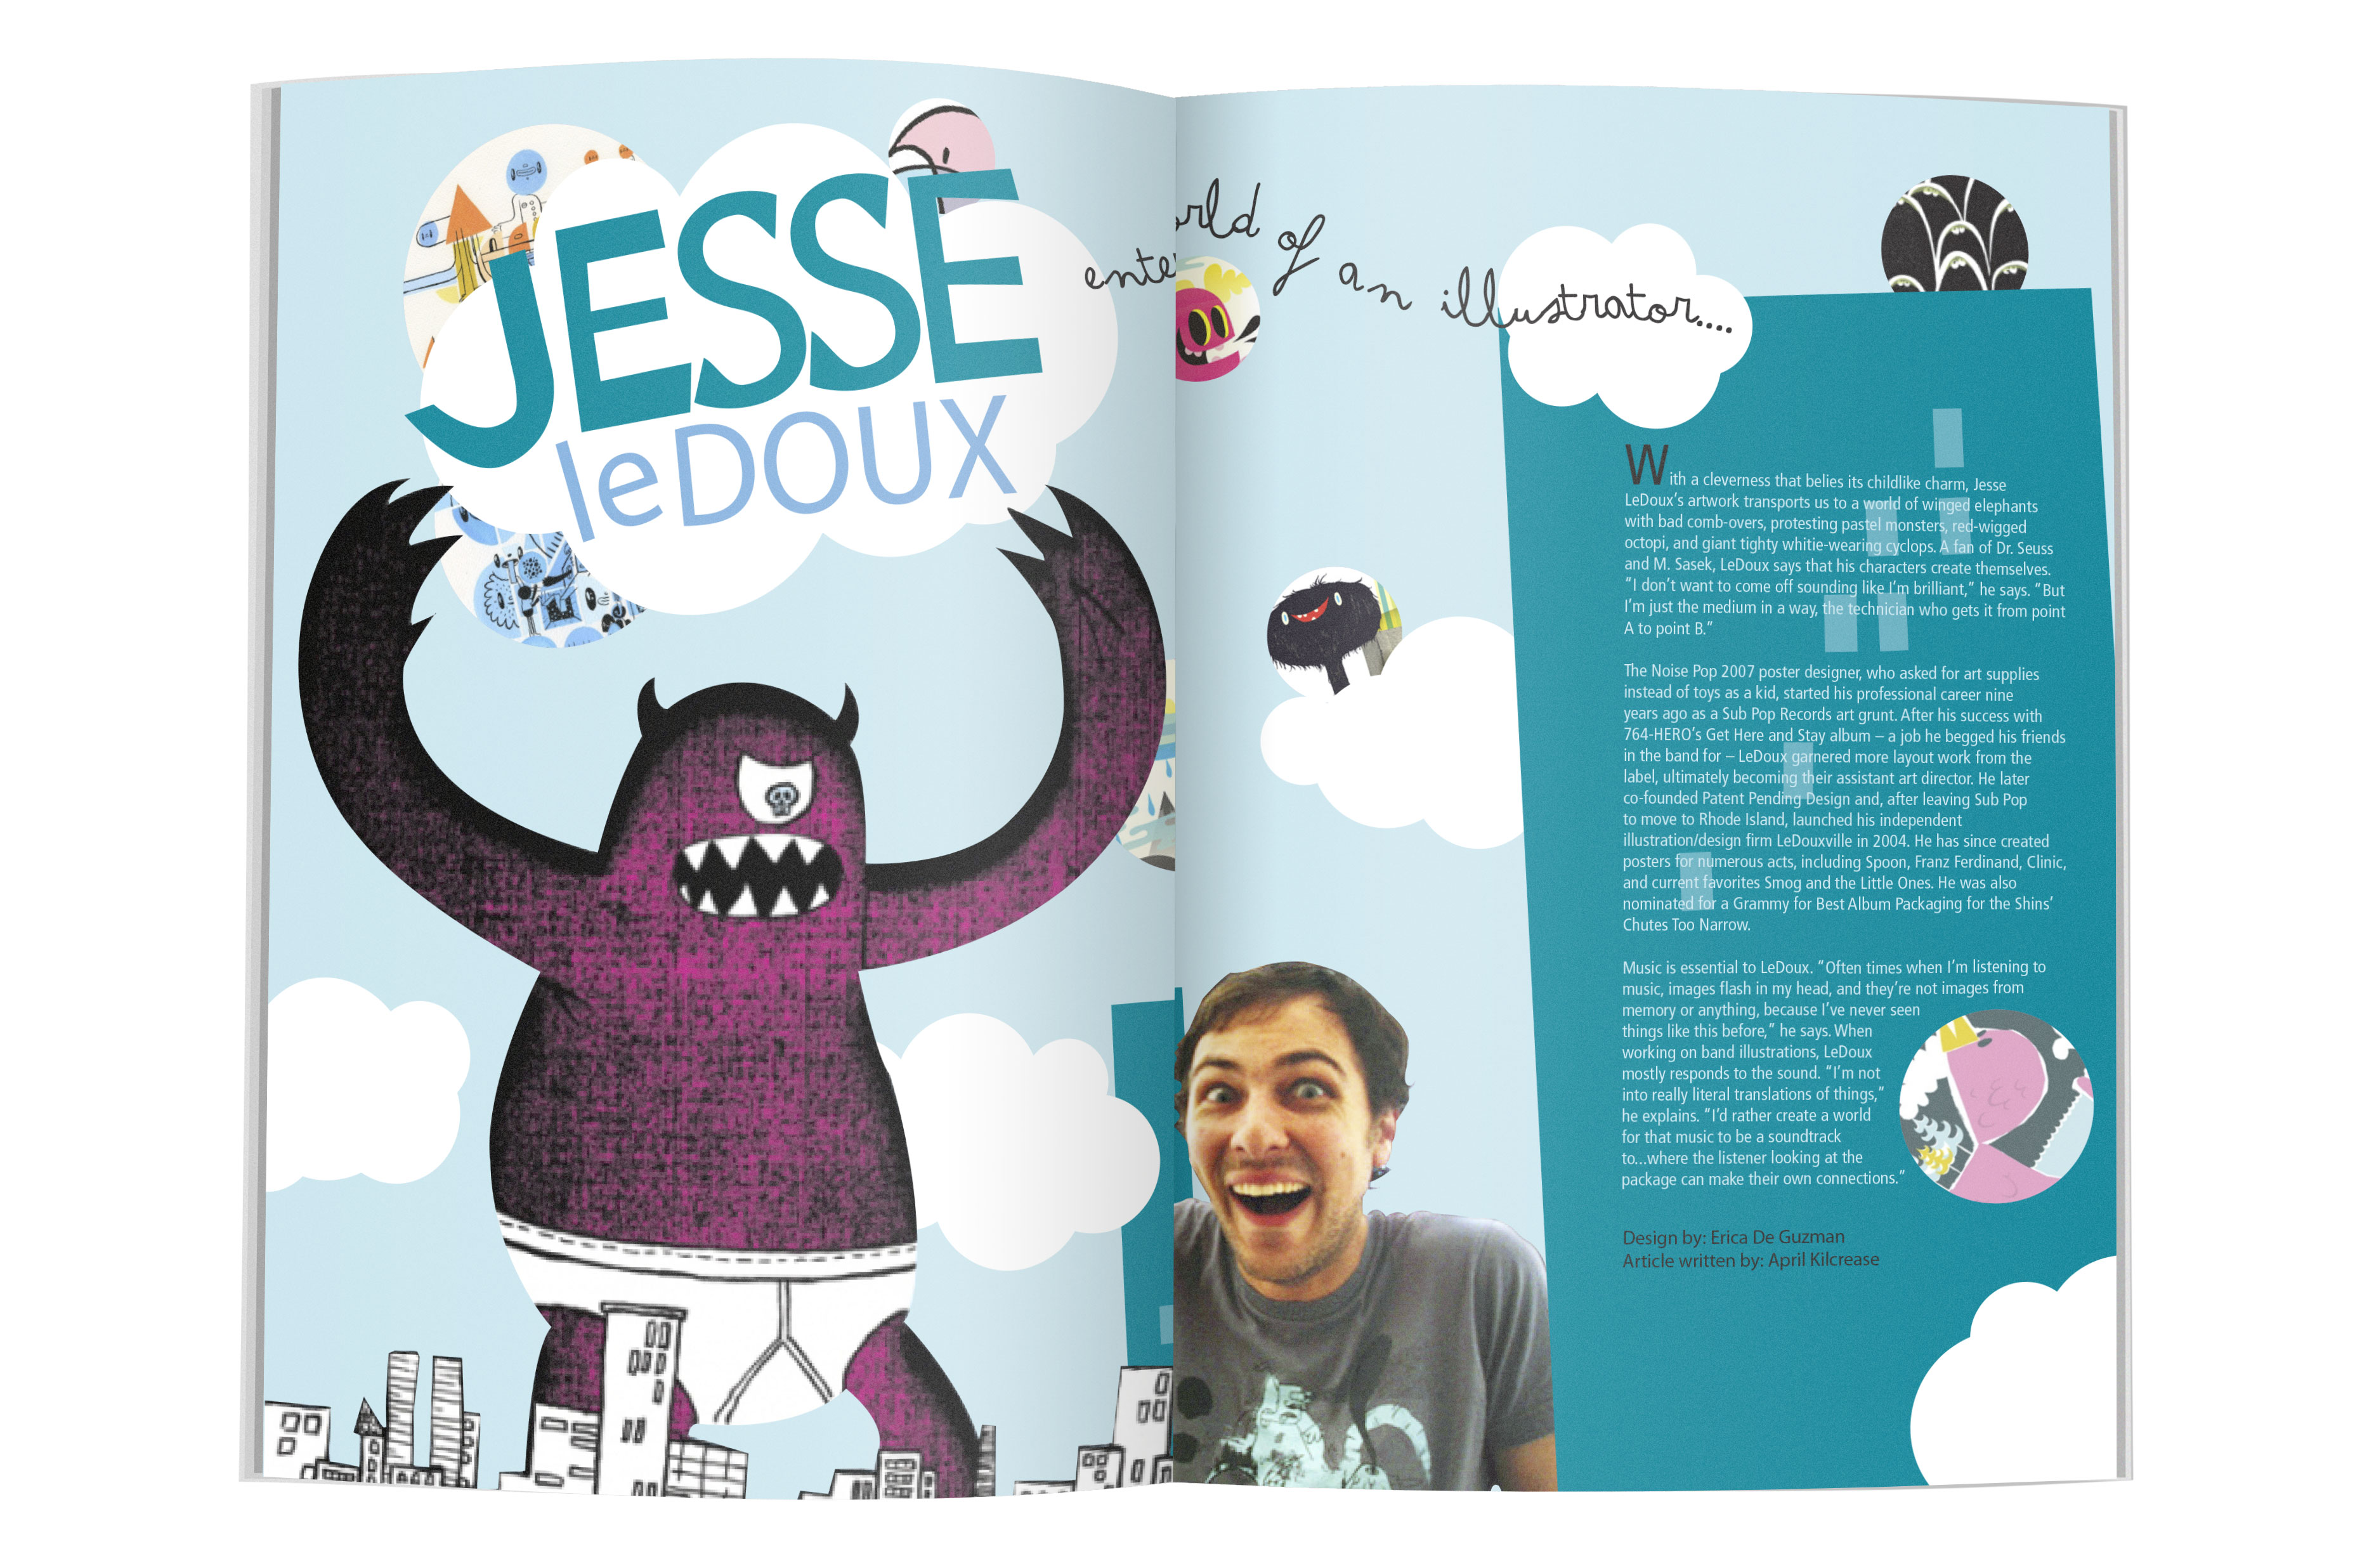 JESSE
leDOUX
ente
orld of an illustrator....
With a cleverness that belies its childlike charm, Jesse
LeDoux's artwork transports us to a world of winged elephants
with bad comb-overs, protesting pastel monsters, red-wigged
octopi, and giant tighty whitie-wearing cyclops. A fan of Dr. Seuss
and M. Sasek, LeDoux says that his characters create themselves.
“I don't want to come off sounding like I'm brilliant,” he says. “But
I'm just the medium in a way, the technician who gets it from point
A to point B.”
The Noise Pop 2007 poster designer, who asked for art supplies
instead of toys as a kid, started his professional career nine
years ago as a Sub Pop Records art grunt. After his success with
764-HERO's Get Here and Stay album – a job he begged his friends
in the band for – LeDoux garnered more layout work from the
label, ultimately becoming their assistant art director. He later
co-founded Patent Pending Design and, after leaving Sub Pop
to move to Rhode Island, launched his independent
illustration/design firm LeDouxville in 2004. He has since created
posters for numerous acts, including Spoon, Franz Ferdinand, Clinic,
and current favorites Smog and the Little Ones. He was also
nominated for a Grammy for Best Album Packaging for the Shins'
Chutes Too Narrow.
Music is essential to LeDoux. “Often times when I'm listening to
music, images flash in my head, and they're not images from
memory or anything, because I've never seen
things like this before,” he says. When
working on band illustrations, LeDoux
mostly responds to the sound. “I'm not
into really literal translations of things,”
he explains. “I'd rather create a world
for that music to be a soundtrack
to...where the listener looking at the
package can make their own connections.”
Design by: Erica De Guzman
Article written by: April Kilcrease